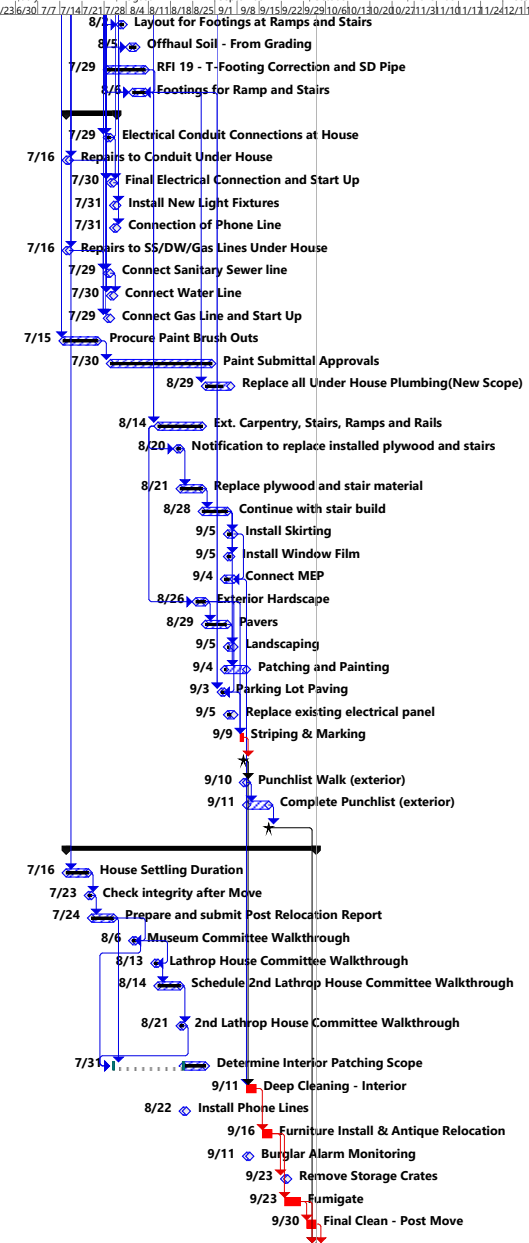 /23 6/30 7/7 7/14 7/21 7/28 8/4 8/11 8/18 8/25 9/1 9/8 9/15 9/22 9/29 10/6 10/13 10/20 10/27 11/3 11/10 11/17 11/24 12/1
Layout for Footings at Ramps and Stairs
8/5 Offhaul Soil - From Grading
7/29 RFI 19 - T-Footing Correction and SD Pipe
8/6 Footings for Ramp and Stairs
7/29 Electrical Conduit Connections at House
7/16 Repairs to Conduit Under House
7/30 Final Electrical Connection and Start Up
7/31 Install New Light Fixtures
7/31 Connection of Phone Line
7/16 Repairs to SS/DW/Gas Lines Under House
7/29 Connect Sanitary Sewer line
7/30 Connect Water Line
7/29 Connect Gas Line and Start Up
7/15 Procure Paint Brush Outs
7/30 Paint Submittal Approvals
8/29 Replace all Under House Plumbing(New Scope)
8/14 Ext. Carpentry, Stairs, Ramps and Rails
8/20 Notification to replace installed plywood and stairs
8/21 Replace plywood and stair material
8/28 Continue with stair build
9/5 Install Skirting
9/5 Install Window Film
9/4 Connect MEP
8/26 Exterior Hardscape
8/29 Pavers
9/5 Landscaping
9/4 Patching and Painting
9/3 Parking Lot Paving
9/5 Replace existing electrical panel
9/9 Striping & Marking
9/10 Punchlist Walk (exterior)
9/11 Complete Punchlist (exterior)
7/16 House Settling Duration
7/23 Check integrity after Move
7/24 Prepare and submit Post Relocation Report
8/6 Museum Committee Walkthrough
8/13 Lathrop House Committee Walkthrough
8/14 Schedule 2nd Lathrop House Committee Walkthrough
8/21 2nd Lathrop House Committee Walkthrough
7/31 Determine Interior Patching Scope
9/11 Deep Cleaning - Interior
8/22 Install Phone Lines
9/16 Furniture Install & Antique Relocation
9/11 Burglar Alarm Monitoring
9/23 Remove Storage Crates
9/23 Fumigate
9/30 Final Clean - Post Move